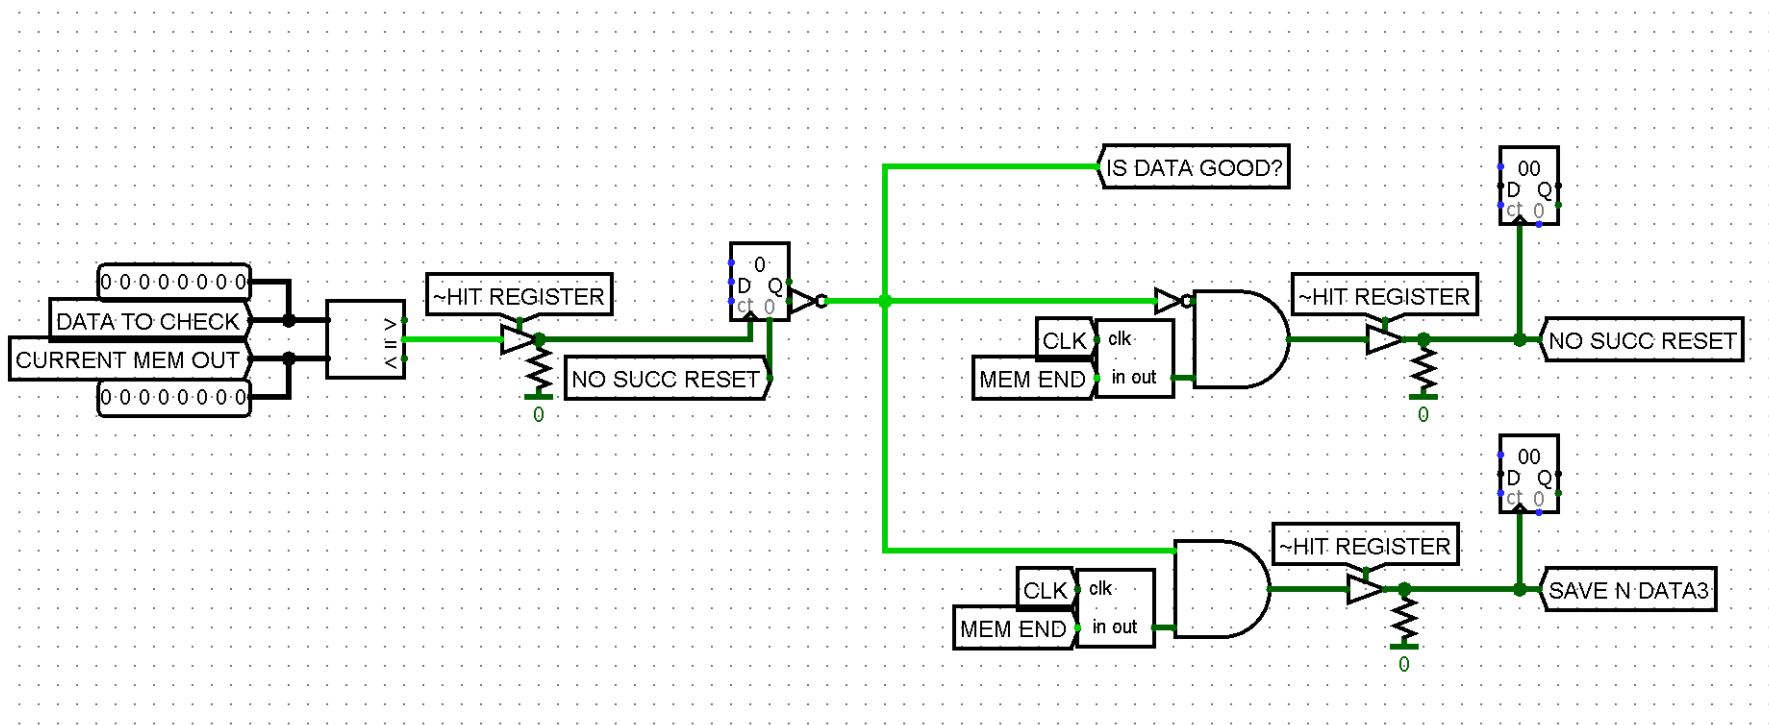 IS DATA GOOD?
00
D Q
ct 0
0
D Q
ct 0
0 0 0 0 0 0 0 0
DATA TO CHECK
CURRENT MEM OUT
0 0 0 0 0 0 0 0
< = >
~HIT REGISTER
0
NO SUCC RESET
CLK
clk
MEM END
in out
~HIT REGISTER
0
NO SUCC RESET
00
D Q
ct 0
~HIT REGISTER
CLK
clk
MEM END
in out
0
SAVE N DATA3